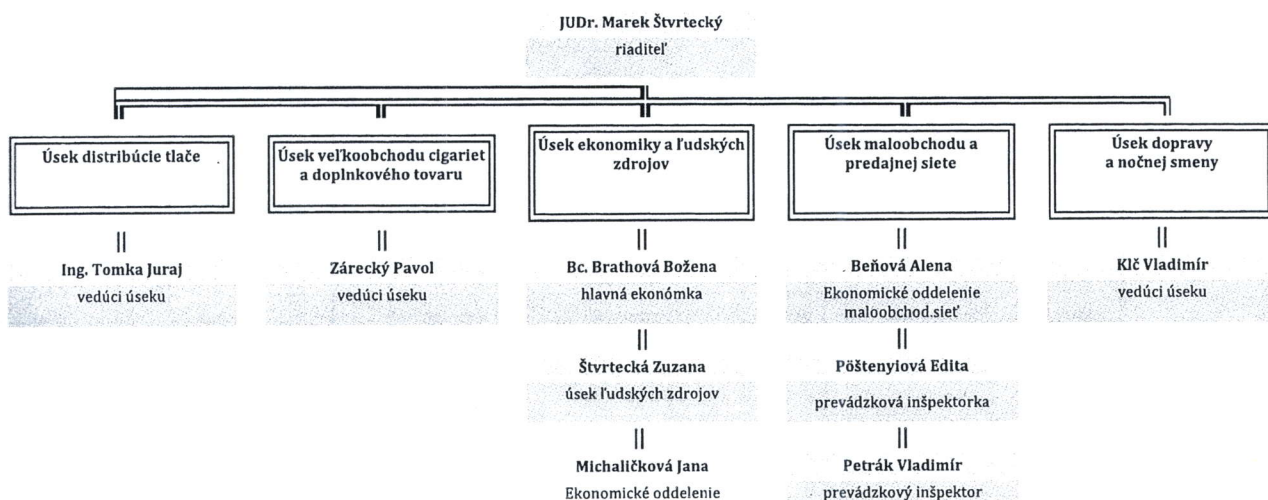 JUDr. Marek Štvrtecký
riaditeľ
Úsek distribúcie tlače
Úsek veľkoobchodu cigariet
a doplnkového tovaru
Úsek ekonomiky a ľudských
zdrojov
Úsek maloobchodu a
predajnej siete
Úsek dopravy
a nočnej smeny
Ing. Tomka Juraj
vedúci úseku
Zárecký Pavol
vedúci úseku
Bc. Brathová Božena
hlavná ekonómka
Beňová Alena
Ekonomické oddelenie
maloobchod.sieť
Klč Vladimír
vedúci úseku
Štvrtecká Zuzana
úsek ľudských zdrojov
Pöštenyiová Edita
prevádzková inšpektorka
Michaličková Jana
Ekonomické oddelenie
Petrák Vladimír
prevádzkový inšpektor